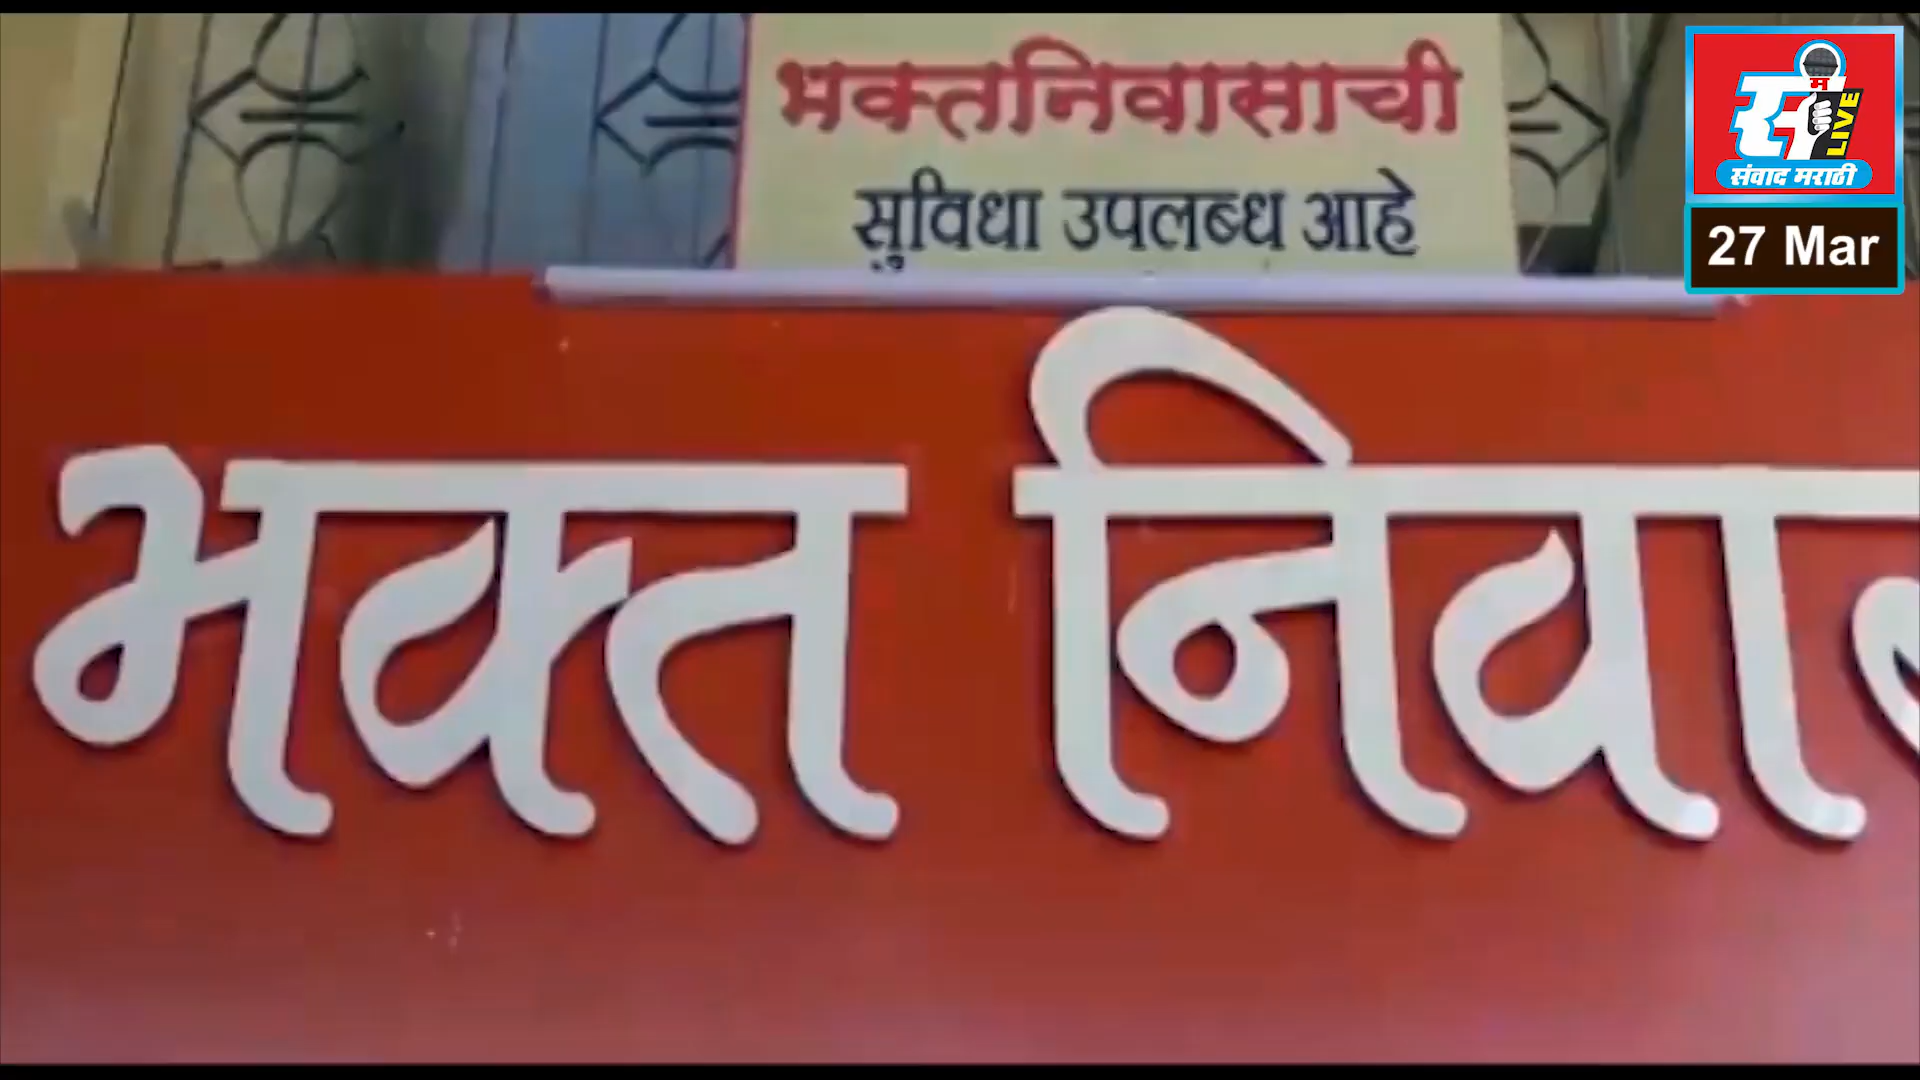 भक्तनिवासाची
सुविधा उपलब्ध आहे
भक्त
LIVE
संवाद मराठी
27 Mar